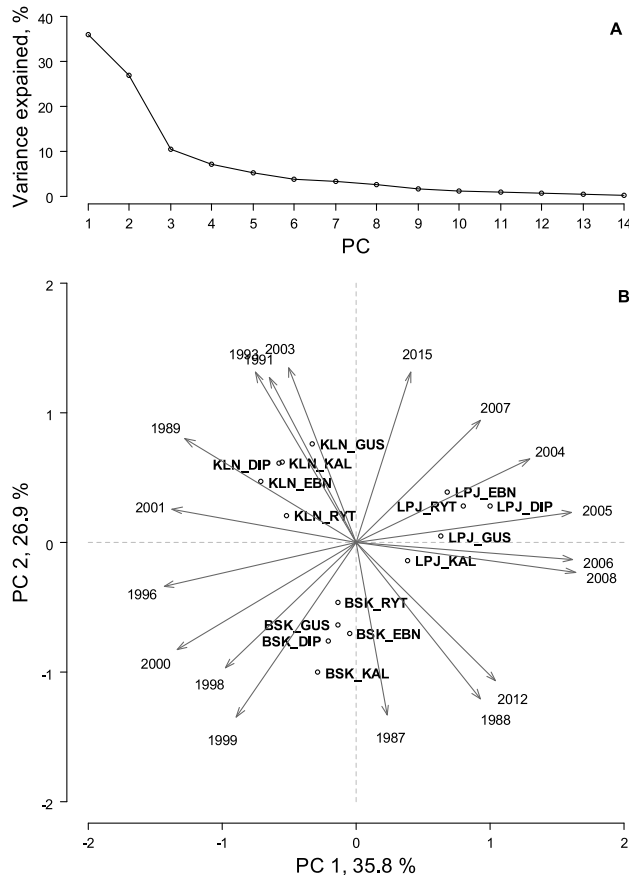 A
Variance expained, %
40
30
20
10
0
1 2 3 4 5 6 7 8 9 10 11 12 13 14
PC
B
PC 2, 26.9 %
2
1
0
-1
-2
2003
2015
1993
1991
2007
1989
KLN_GUS
2004
KLN_DIP KLN_KAL
KLN_EBN
LPJ_EBN
2001
KLN_RYT
LPJ_RYT LPJ_DIP
2005
LPJ_GUS
LPJ_KAL
2006
2008
1996
BSK_RYT
BSK_GUS
BSK_EBN
BSK_DIP
2000
1998
BSK_KAL
2012
1988
1999
1987
-2 -1 0 1 2
PC 1, 35.8 %